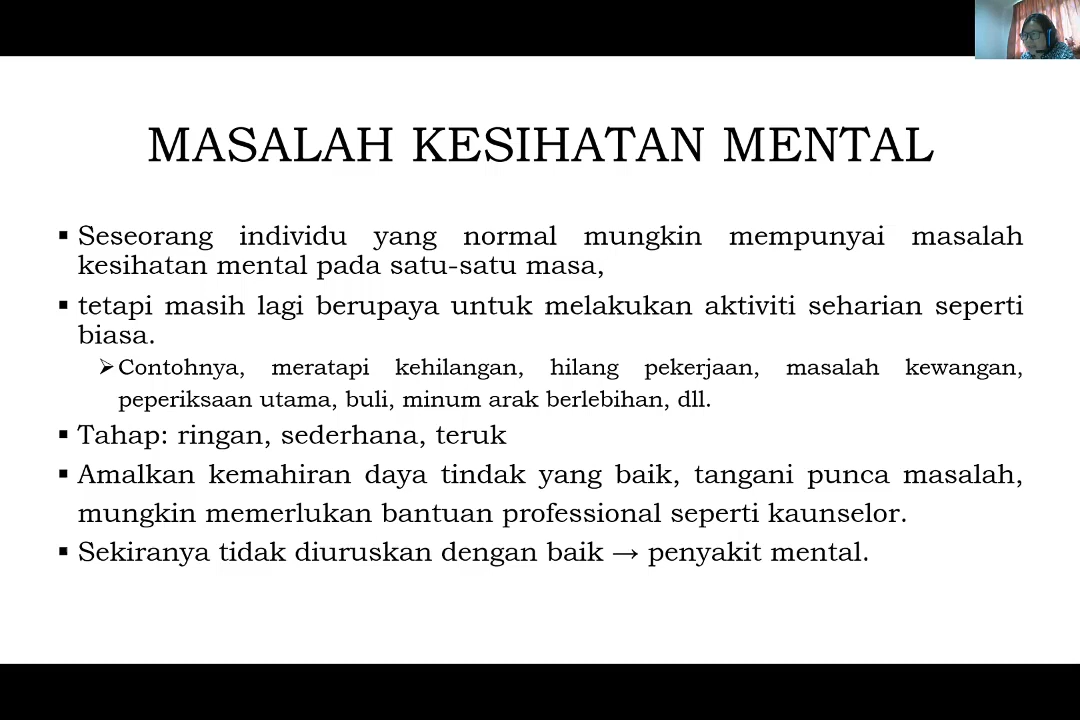 MASALAH KESIHATAN MENTAL
▪ Seseorang individu yang normal mungkin mempunyai masalah
kesihatan mental pada satu-satu masa,
▪ tetapi masih lagi berupaya untuk melakukan aktiviti seharian seperti
biasa.
➢ Contohnya, meratapi kehilangan, hilang pekerjaan, masalah kewangan,
peperiksaan utama, buli, minum arak berlebihan, dll.
▪ Tahap: ringan, sederhana, teruk
▪ Amalkan kemahiran daya tindak yang baik, tangani punca masalah,
mungkin memerlukan bantuan professional seperti kaunselor.
▪ Sekiranya tidak diuruskan dengan baik → penyakit mental.